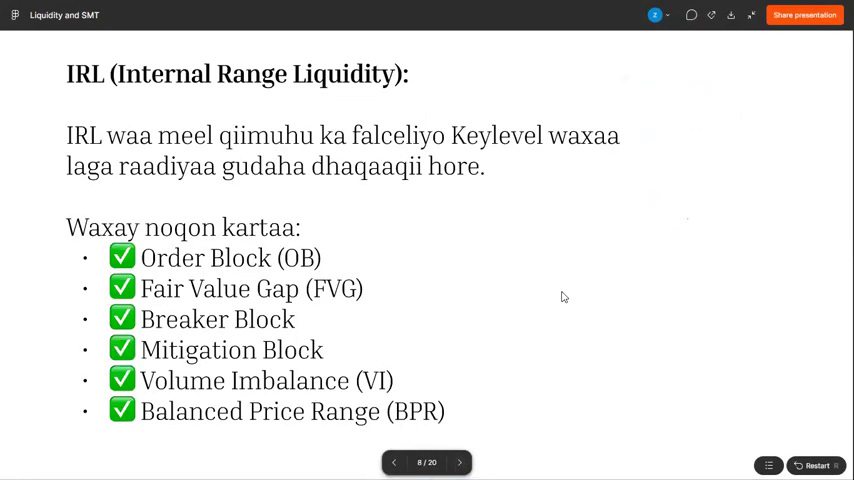 Liquidity and SMT
Z
Share presentation
IRL (Internal Range Liquidity):
IRL waa meel qiimuhu ka falceliyo Keylevel waxaa
laga raadiyaa gudaha dhaqaaqii hore.
Waxay noqon kartaa:
• ✅ Order Block (OB)
• ✅ Fair Value Gap (FVG)
• ✅ Breaker Block
• ✅ Mitigation Block
• ✅ Volume Imbalance (VI)
• ✅ Balanced Price Range (BPR)
8 / 20
Restart R